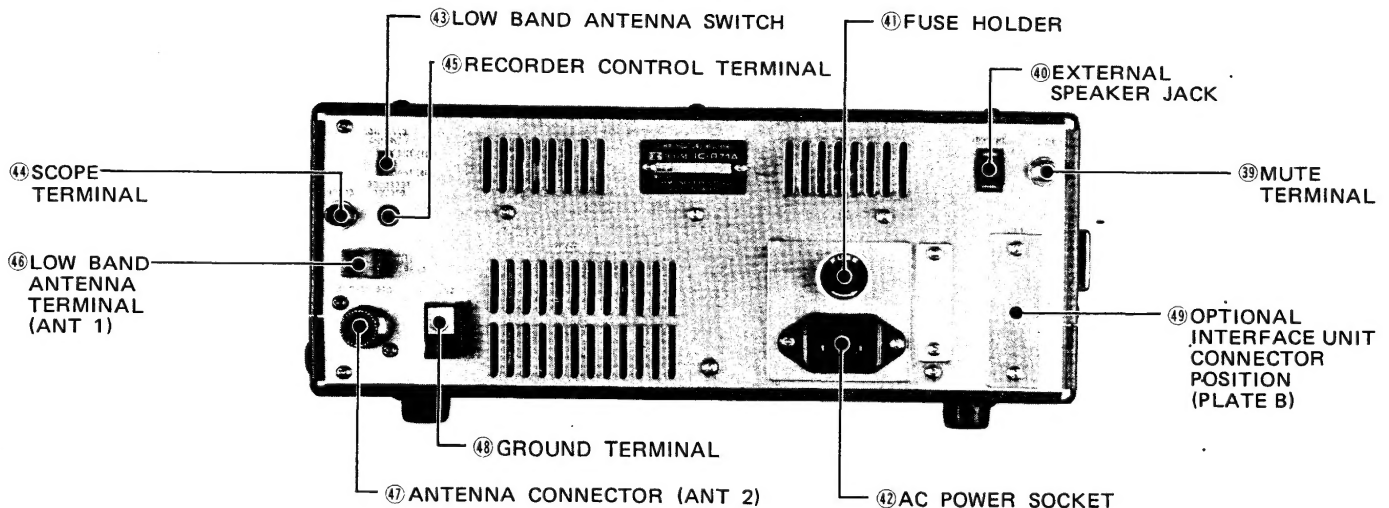 ㊸LOW BAND ANTENNA SWITCH
㊺RECORDER CONTROL TERMINAL
㊶FUSE HOLDER
㊵EXTERNAL
SPEAKER JACK
㊹SCOPE
TERMINAL
㊴MUTE
TERMINAL
㊻LOW BAND
ANTENNA
TERMINAL
(ANT 1)
㊾OPTIONAL
INTERFACE UNIT
CONNECTOR
POSITION
(PLATE B)
㊽GROUND TERMINAL
㊼ANTENNA CONNECTOR (ANT 2)
㊷AC POWER SOCKET